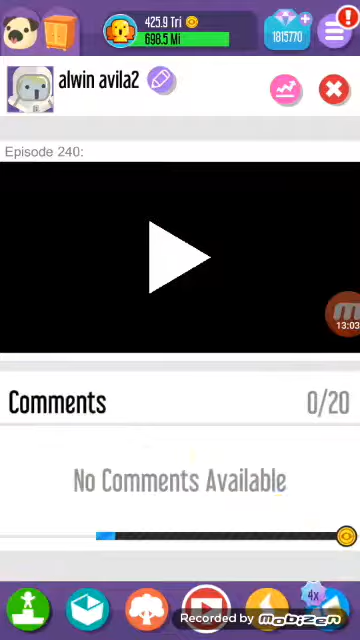 425.9 Tri
698.5 Mi
1815770
alwin avila2
Episode 240:
13:03
Comments 0/20
No Comments Available
4x
Recorded by MOBIZEN